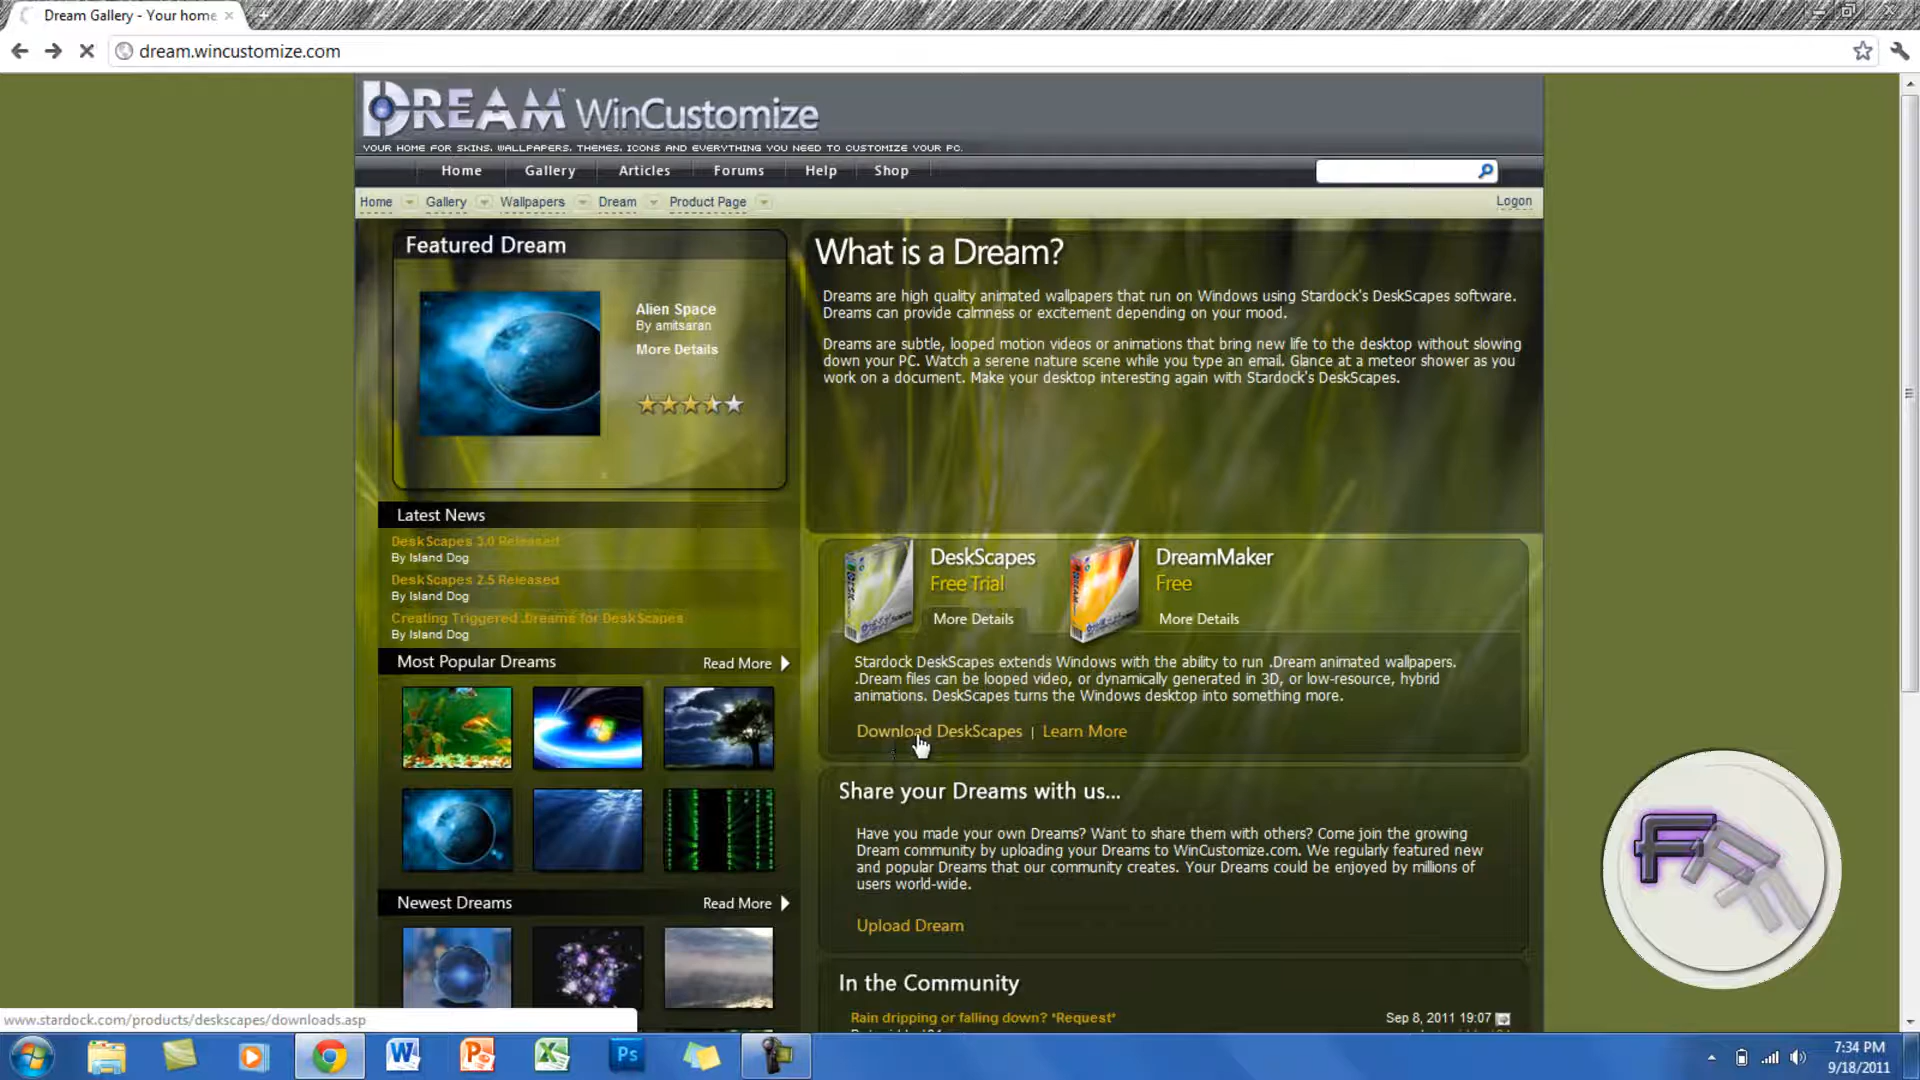 Dream Gallery - Your home
dream.wincustomize.com
DREAM™ WinCustomize
YOUR HOME FOR SKINS, WALLPAPERS, THEMES, ICONS AND EVERYTHING YOU NEED TO CUSTOMIZE YOUR PC.
Home Gallery Articles Forums Help Shop
Home Gallery Wallpapers Dream Product Page Logon
Featured Dream
Alien Space
By amitsaran
More Details
What is a Dream?
Dreams are high quality animated wallpapers that run on Windows using Stardock's DeskScapes software.
Dreams can provide calmness or excitement depending on your mood.
Dreams are subtle, looped motion videos or animations that bring new life to the desktop without slowing
down your PC. Watch a serene nature scene while you type an email. Glance at a meteor shower as you
work on a document. Make your desktop interesting again with Stardock's DeskScapes.
Latest News
DeskScapes 3.0 Released
By Island Dog
DeskScapes 2.5 Released
By Island Dog
Creating Triggered .Dreams for DeskScapes
By Island Dog
Most Popular Dreams Read More
Newest Dreams Read More
DeskScapes
Free Trial
More Details
DreamMaker
Free
More Details
Stardock DeskScapes extends Windows with the ability to run .Dream animated wallpapers.
.Dream files can be looped video, or dynamically generated in 3D, or low-resource, hybrid
animations. DeskScapes turns the Windows desktop into something more.
Download DeskScapes | Learn More
Share your Dreams with us...
Have you made your own Dreams? Want to share them with others? Come join the growing
Dream community by uploading your Dreams to WinCustomize.com. We regularly featured new
and popular Dreams that our community creates. Your Dreams could be enjoyed by millions of
users world-wide.
Upload Dream
In the Community
Rain dripping or falling down? *Request* Sep 8, 2011 19:07
www.stardock.com/products/deskscapes/downloads.asp
Ps
7:34 PM
9/18/2011